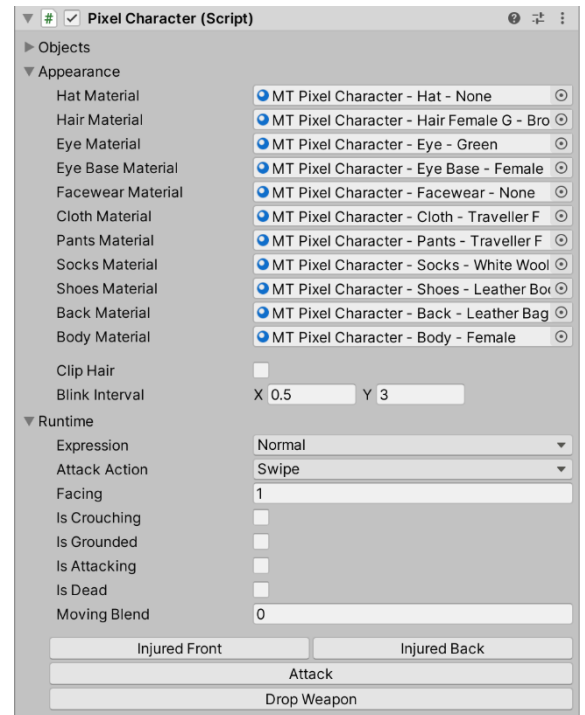 # Pixel Character (Script)
Objects
Appearance
Hat Material MT Pixel Character - Hat - None
Hair Material MT Pixel Character - Hair Female G - Bro
Eye Material MT Pixel Character - Eye - Green
Eye Base Material MT Pixel Character - Eye Base - Female
Facewear Material MT Pixel Character - Facewear - None
Cloth Material MT Pixel Character - Cloth - Traveller F
Pants Material MT Pixel Character - Pants - Traveller F
Socks Material MT Pixel Character - Socks - White Wool
Shoes Material MT Pixel Character - Shoes - Leather Boo
Back Material MT Pixel Character - Back - Leather Bag
Body Material MT Pixel Character - Body - Female
Clip Hair
Blink Interval X 0.5 Y 3
Runtime
Expression Normal
Attack Action Swipe
Facing 1
Is Crouching
Is Grounded
Is Attacking
Is Dead
Moving Blend 0
Injured Front Injured Back
Attack
Drop Weapon